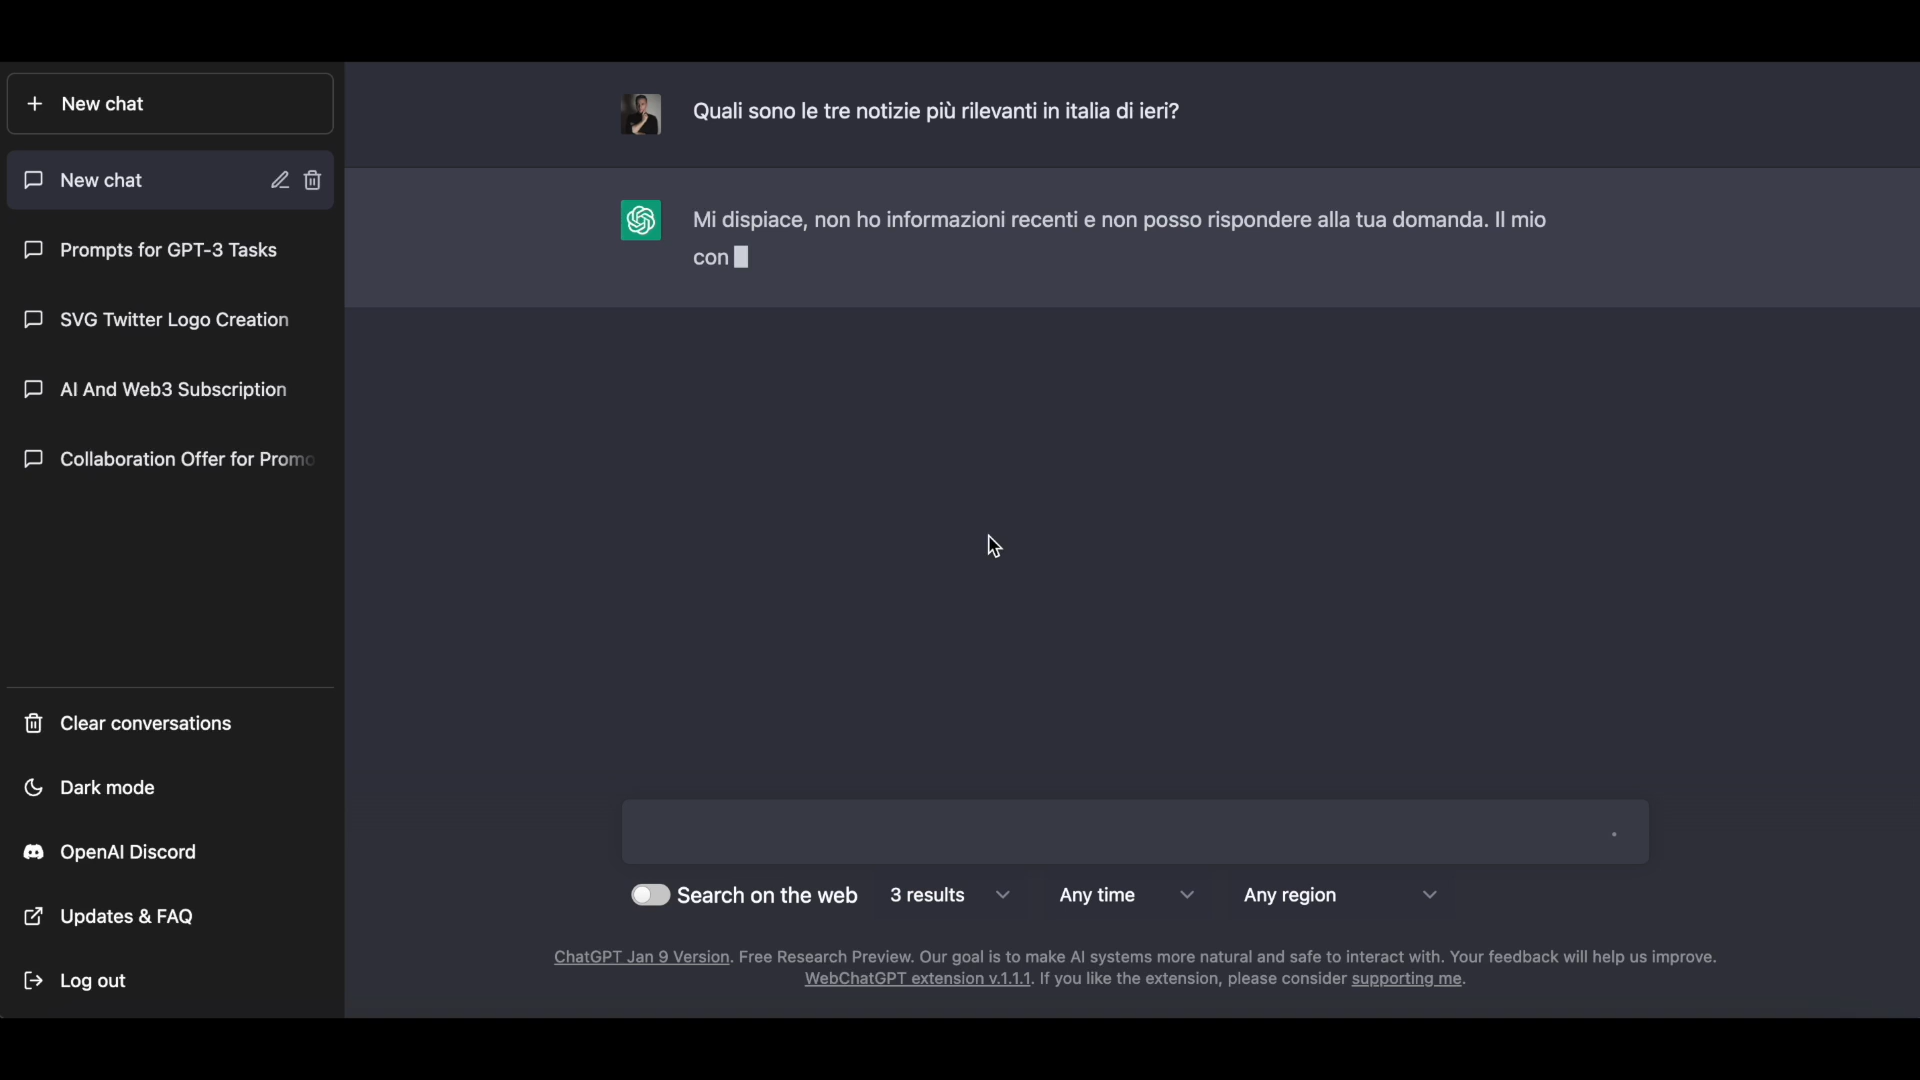 New chat
New chat
Prompts for GPT-3 Tasks
SVG Twitter Logo Creation
AI And Web3 Subscription
Collaboration Offer for Promo
Clear conversations
Dark mode
OpenAI Discord
Updates & FAQ
Log out
Quali sono le tre notizie più rilevanti in italia di ieri?
Mi dispiace, non ho informazioni recenti e non posso rispondere alla tua domanda. Il mio
con
Search on the web 3 results Any time Any region
ChatGPT Jan 9 Version. Free Research Preview. Our goal is to make AI systems more natural and safe to interact with. Your feedback will help us improve.
WebChatGPT extension v.1.1.1. If you like the extension, please consider supporting me.